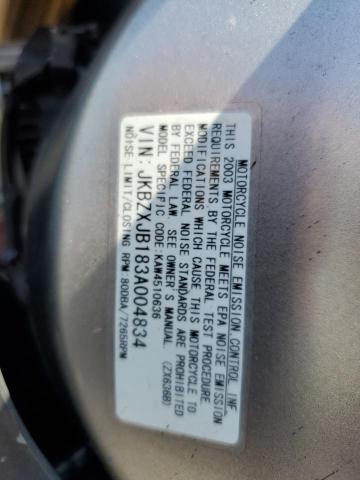 MOTORCYCLE NOISE EMISSION CONTROL INF
THIS 2003 MOTORCYCLE MEETS EPA NOISE EMISSION
REQUIREMENTS BY THE FEDERAL TEST PROCEDURE.
MODIFICATIONS WHICH CAUSE THIS MOTORCYCLE TO
EXCEED FEDERAL NOISE STANDARDS ARE PROHIBITED
BY FEDERAL LAW SEE OWNER'S MANUAL (ZX636B)
MODEL SPECIFIC CODE:KAW4510636
VIN: JKBZXJB183A004834
NOISE-LIMIT/CLOSING RPM 8008A/7265RPM